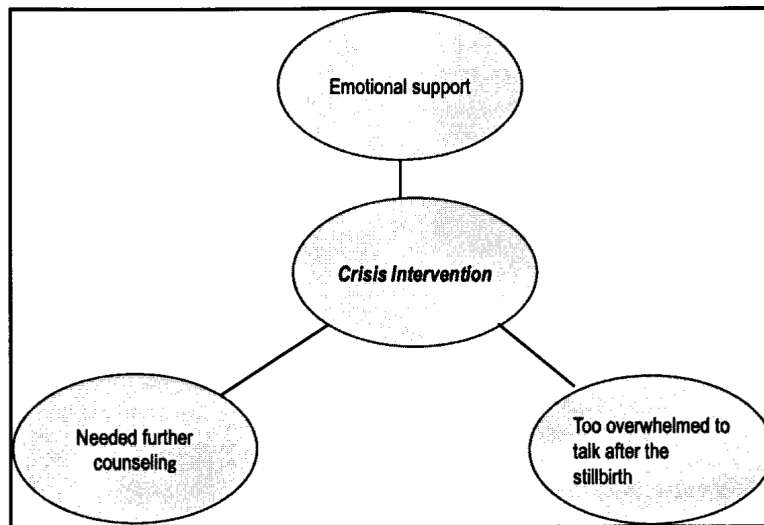 Emotional support
Crisis Intervention
Needed further
counseling
Too overwhelmed to
talk after the
stillbirth